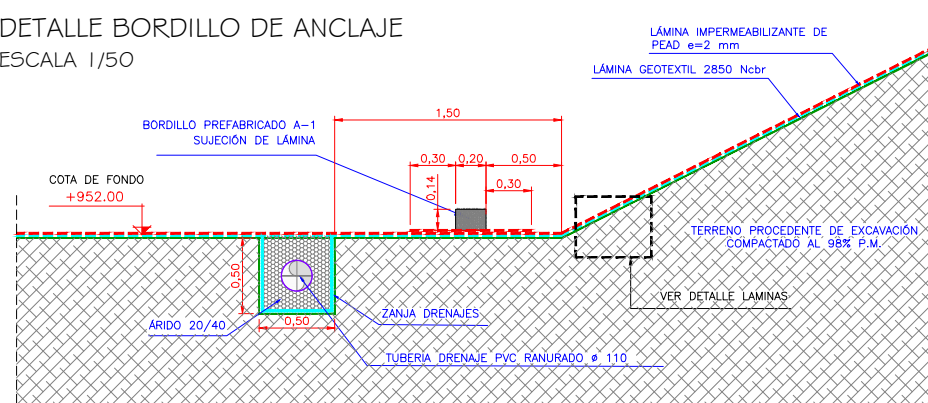 DETALLE BORDILLO DE ANCLAJE
ESCALA 1/50
LÁMINA IMPERMEABILIZANTE DE
PEAD e=2 mm
LÁMINA GEOTEXTIL 2850 Ncbr
1,50
BORDILLO PREFABRICADO A-1
SUJECIÓN DE LÁMINA
0,30
0,20
0,50
0,30
0,14
COTA DE FONDO
+952.00
TERRENO PROCEDENTE DE EXCAVACIÓN
COMPACTADO AL 98% P.M.
0,50
VER DETALLE LAMINAS
ZANJA DRENAJES
ÁRIDO 20/40
0,50
TUBERIA DRENAJE PVC RANURADO ø 110